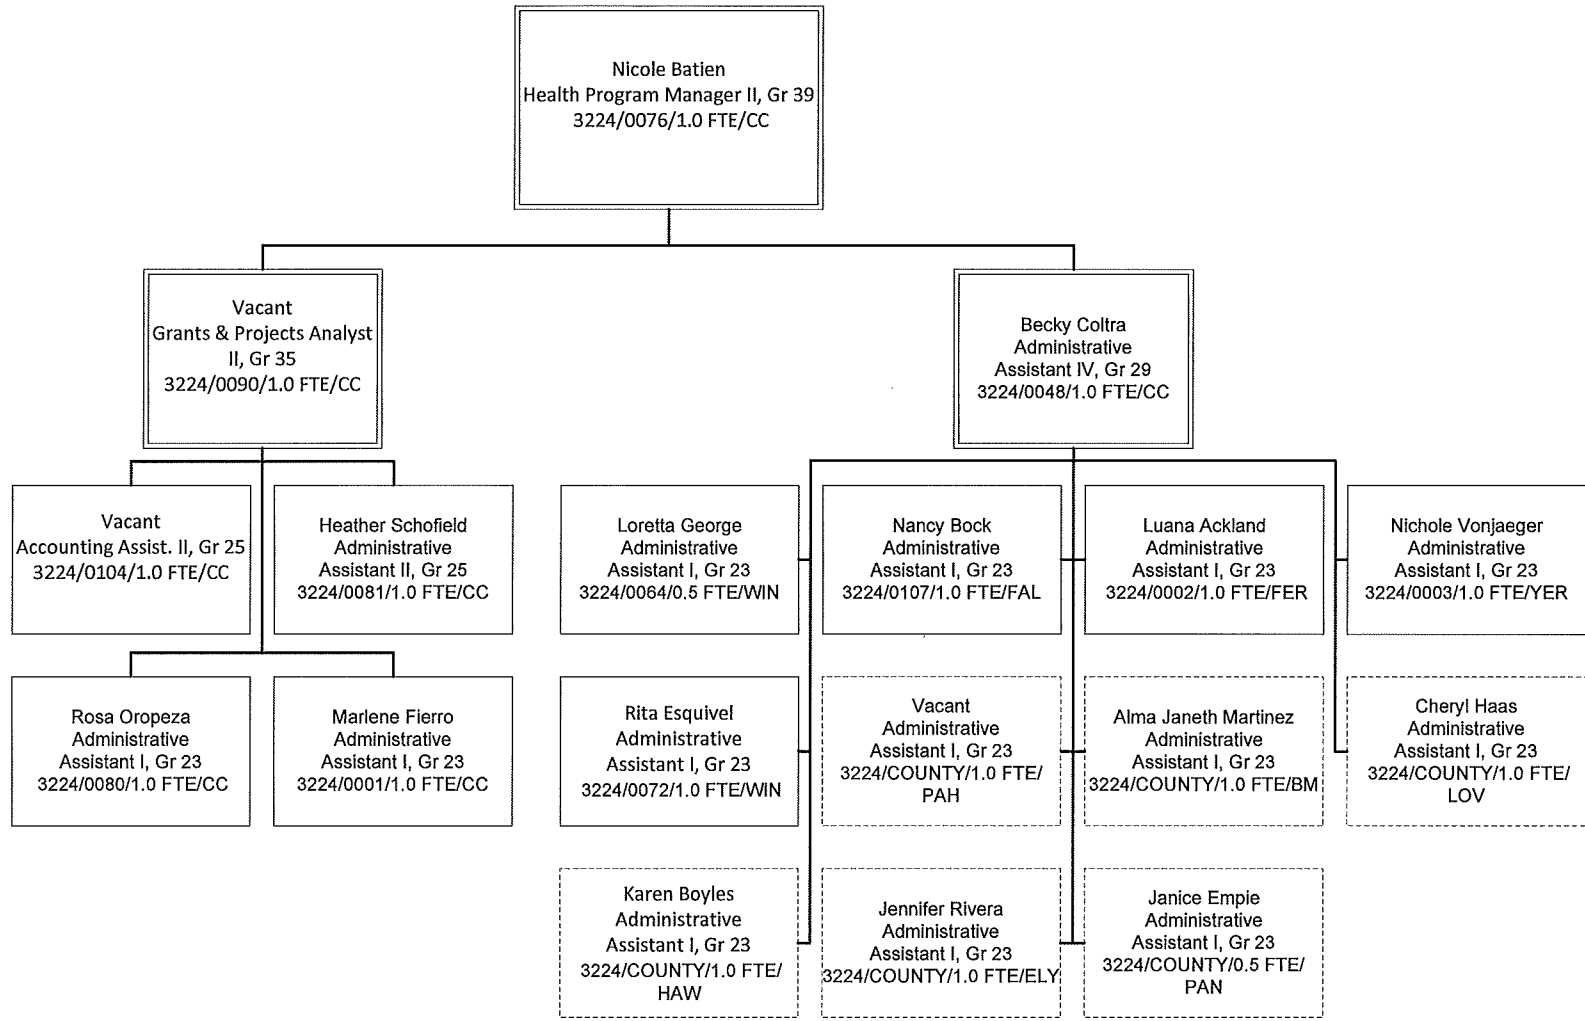 Nicole Batien
Health Program Manager II, Gr 39
3224/0076/1.0 FTE/CC
Vacant
Grants & Projects Analyst
II, Gr 35
3224/0090/1.0 FTE/CC
Becky Coltra
Administrative
Assistant IV, Gr 29
3224/0048/1.0 FTE/CC
Vacant
Accounting Assist. II, Gr 25
3224/0104/1.0 FTE/CC
Heather Schofield
Administrative
Assistant II, Gr 25
3224/0081/1.0 FTE/CC
Loretta George
Administrative
Assistant I, Gr 23
3224/0064/0.5 FTE/WIN
Nancy Bock
Administrative
Assistant I, Gr 23
3224/0107/1.0 FTE/FAL
Luana Ackland
Administrative
Assistant I, Gr 23
3224/0002/1.0 FTE/FER
Nichole Vonjaeger
Administrative
Assistant I, Gr 23
3224/0003/1.0 FTE/YER
Rosa Oropeza
Administrative
Assistant I, Gr 23
3224/0080/1.0 FTE/CC
Marlene Fierro
Administrative
Assistant I, Gr 23
3224/0001/1.0 FTE/CC
Rita Esquivel
Administrative
Assistant I, Gr 23
3224/0072/1.0 FTE/WIN
Vacant
Administrative
Assistant I, Gr 23
3224/COUNTY/1.0 FTE/
PAH
Alma Janeth Martinez
Administrative
Assistant I, Gr 23
3224/COUNTY/1.0 FTE/BM
Cheryl Haas
Administrative
Assistant I, Gr 23
3224/COUNTY/1.0 FTE/
LOV
Karen Boyles
Administrative
Assistant I, Gr 23
3224/COUNTY/1.0 FTE/
HAW
Jennifer Rivera
Administrative
Assistant I, Gr 23
3224/COUNTY/1.0 FTE/ELY
Janice Empie
Administrative
Assistant I, Gr 23
3224/COUNTY/0.5 FTE/
PAN